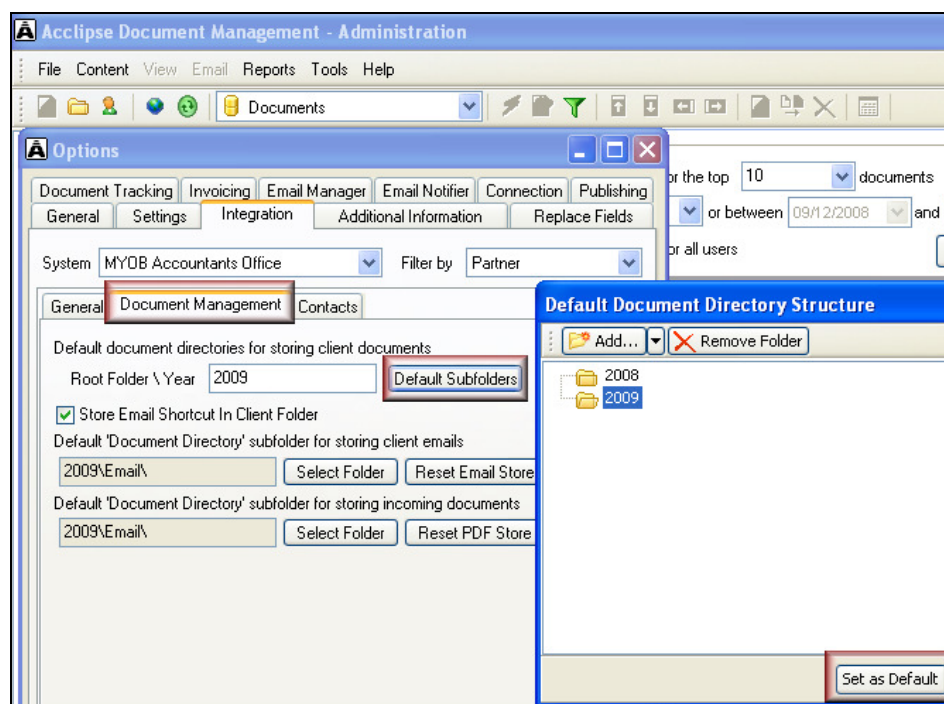 Acclipse Document Management - Administration
File Content View Email Reports Tools Help
Documents
Options
or the top 10 documents
Document Tracking Invoicing Email Manager Email Notifier Connection Publishing
General Settings Integration Additional Information Replace Fields
or between 09/12/2008 and
or all users
System MYOB Accountants Office Filter by Partner
General Document Management Contacts
Default Document Directory Structure
Add... Remove Folder
Default document directories for storing client documents
Root Folder \ Year 2009 Default Subfolders
2008
2009
Store Email Shortcut In Client Folder
Default 'Document Directory' subfolder for storing client emails
2009\Email\ Select Folder Reset Email Store
Default 'Document Directory' subfolder for storing incoming documents
2009\Email\ Select Folder Reset PDF Store
Set as Default